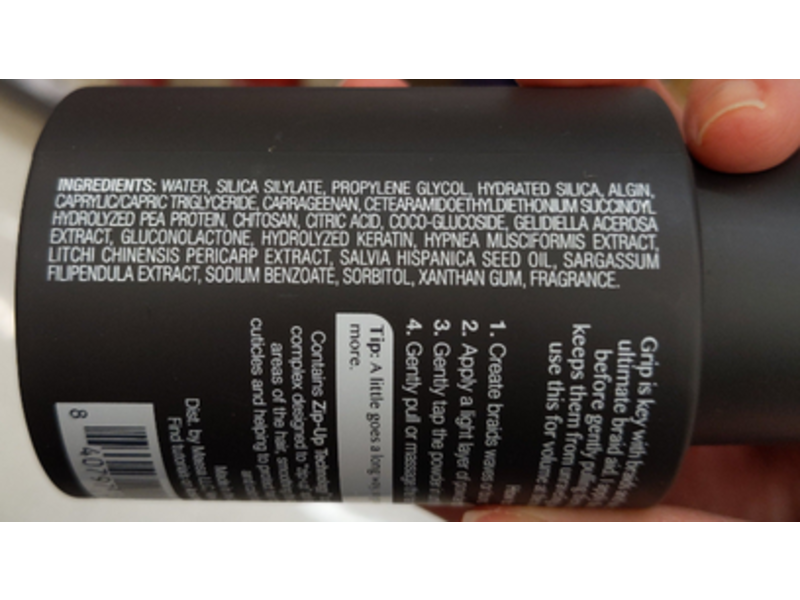 INGREDIENTS: WATER, SILICA SILYLATE, PROPYLENE GLYCOL, HYDRATED SILICA, ALGIN,
CAPRYLIC/CAPRIC TRIGLYCERIDE, CARRAGEENAN, CETEARAMIDOETHYLDIETHONIUM SUCCINOYL
HYDROLYZED PEA PROTEIN, CHITOSAN, CITRIC ACID, COCO-GLUCOSIDE, GELIDIELLA ACEROSA
EXTRACT, GLUCONOLACTONE, HYDROLYZED KERATIN, HYPNEA MUSCIFORMIS EXTRACT,
LITCHI CHINENSIS PERICARP EXTRACT, SALVIA HISPANICA SEED OIL, SARGASSUM
FILIPENDULA EXTRACT, SODIUM BENZOATE, SORBITOL, XANTHAN GUM, FRAGRANCE.
Grip is key with
ultimate braid aid.
before gently pulling
keeps them from
use this for volume
1. Create braids
2. Apply a light layer of
3. Gently tap the powder
4. Gently pull or massage
Tip: A little goes a long
more.
Contains Zip-Up Technology
complex designed to
areas of the hair,
cuticles and helping to
Dist. by
Find
8